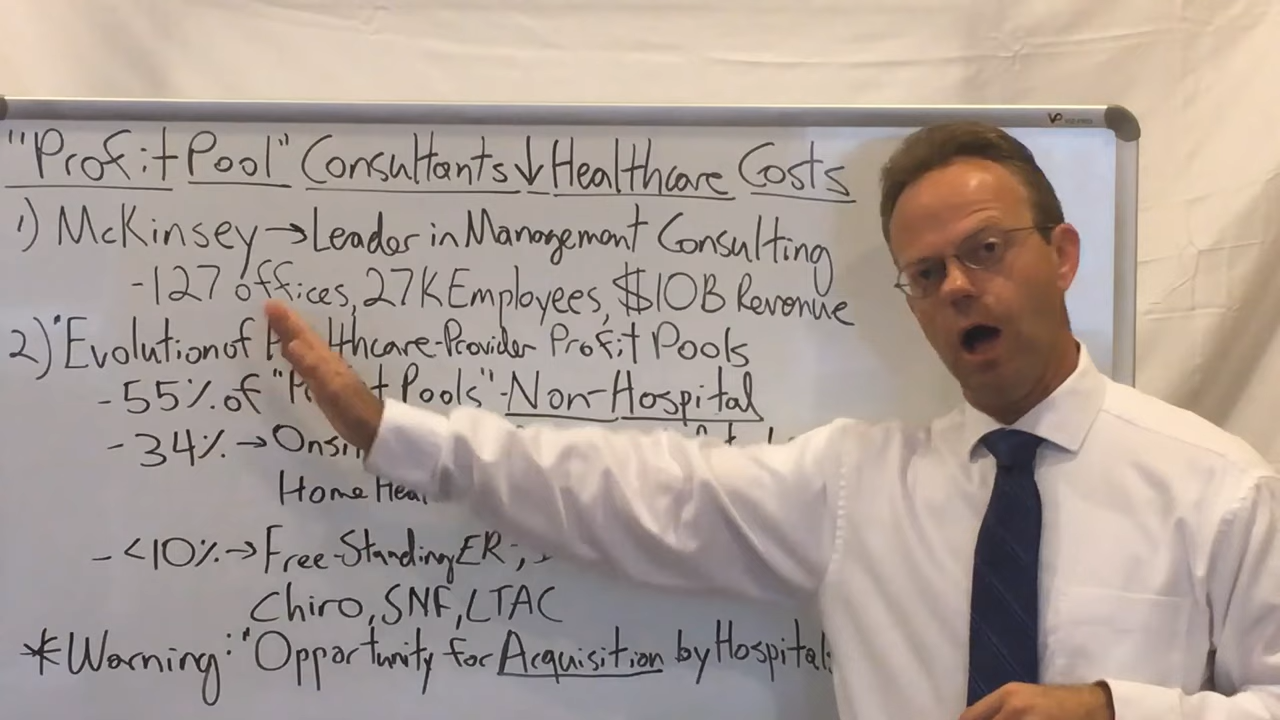 "Profit Pool" Consultants ↓ Healthcare Costs
1) McKinsey → Leader in Management Consulting
- 127 offices, 27K Employees, $10B Revenue
2) "Evolution of Healthcare-Provider Profit Pools
- 55% of "Profit Pools" - Non-Hospital
- 34% →
Home
- <10% → Free-Standing ER,
Chiro, SNF, LTAC
* Warning: "Opportunity for Acquisition by Hospital